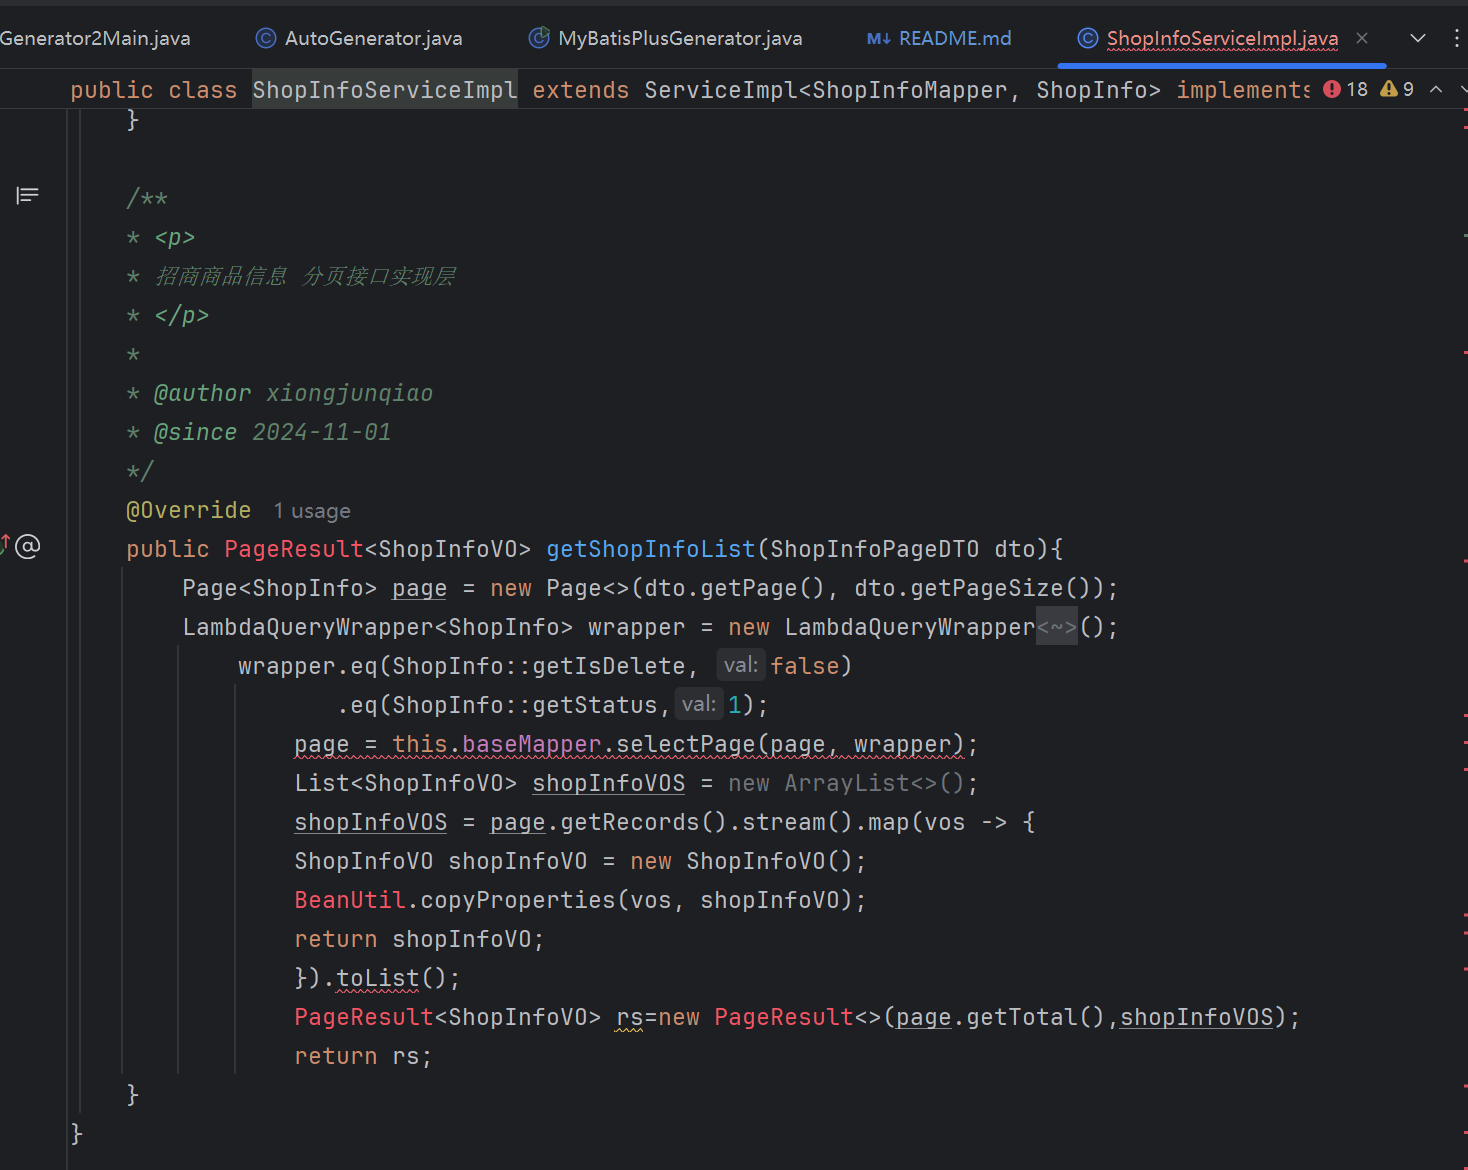 Generator2Main.java AutoGenerator.java MyBatisPlusGenerator.java M↓ README.md ShopInfoServiceImpl.java
public class ShopInfoServiceImpl extends ServiceImpl<ShopInfoMapper, ShopInfo> implements 18 9
}
/**
* <p>
* 招商商品信息 分页接口实现层
* </p>
*
* @author xiongjunqiao
* @since 2024-11-01
*/
@Override 1 usage
public PageResult<ShopInfoVO> getShopInfoList(ShopInfoPageDTO dto){
Page<ShopInfo> page = new Page<>(dto.getPage(), dto.getPageSize());
LambdaQueryWrapper<ShopInfo> wrapper = new LambdaQueryWrapper<~>();
wrapper.eq(ShopInfo::getIsDelete, val: false)
.eq(ShopInfo::getStatus, val: 1);
page = this.baseMapper.selectPage(page, wrapper);
List<ShopInfoVO> shopInfoVOS = new ArrayList<>();
shopInfoVOS = page.getRecords().stream().map(vos -> {
ShopInfoVO shopInfoVO = new ShopInfoVO();
BeanUtil.copyProperties(vos, shopInfoVO);
return shopInfoVO;
}).toList();
PageResult<ShopInfoVO> rs=new PageResult<>(page.getTotal(),shopInfoVOS);
return rs;
}
}